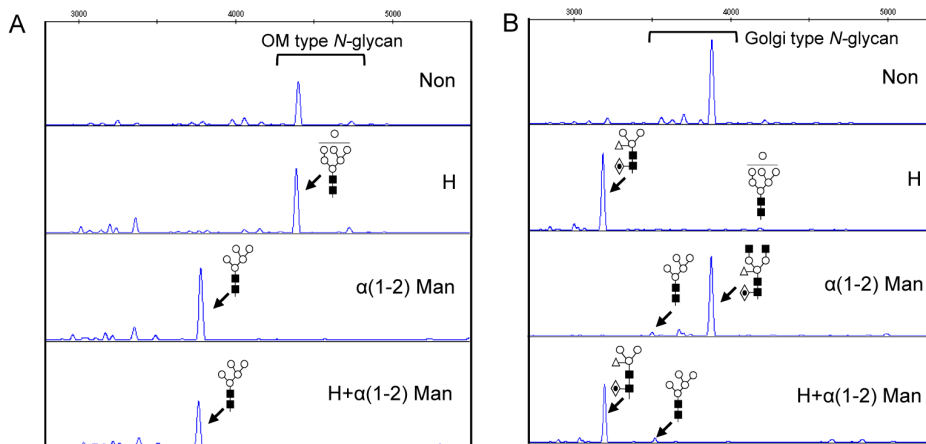 A
3000 4000 5000
OM type N-glycan
Non
H
α(1-2) Man
H+α(1-2) Man
B
3000 4000 5000
Golgi type N-glycan
Non
H
α(1-2) Man
H+α(1-2) Man